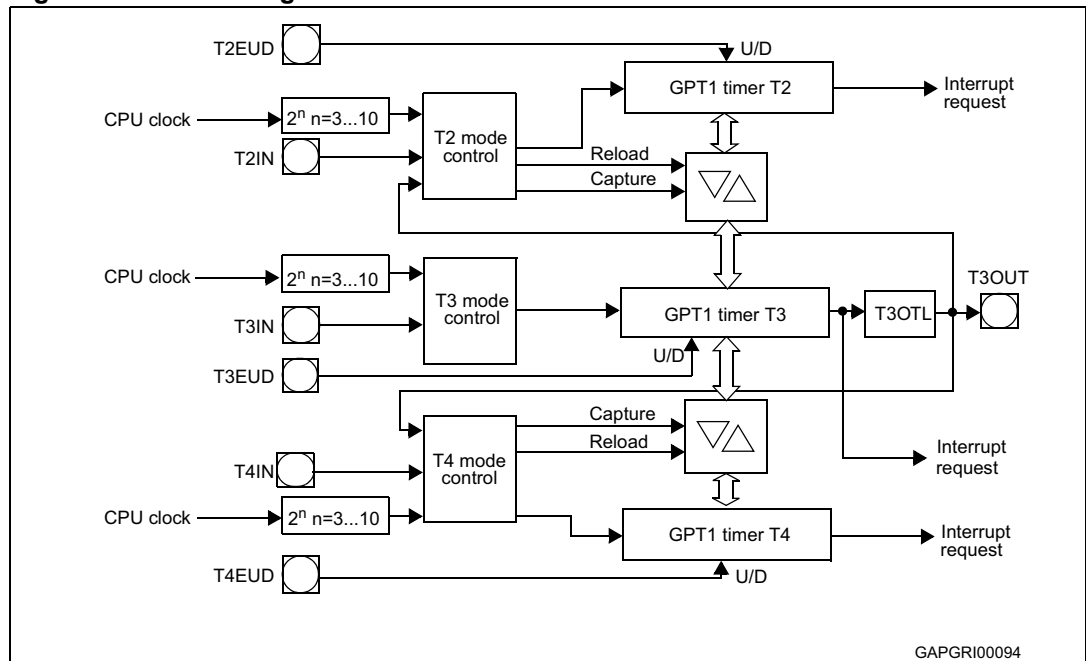 T2EUD
U/D
GPT1 timer T2
Interrupt
request
CPU clock
2ⁿ n=3...10
T2 mode
control
T2IN
Reload
Capture
CPU clock
2ⁿ n=3...10
T3 mode
control
T3IN
GPT1 timer T3
T3OTL
T3OUT
U/D
T3EUD
Capture
Reload
T4 mode
control
T4IN
Interrupt
request
CPU clock
2ⁿ n=3...10
GPT1 timer T4
Interrupt
request
T4EUD
U/D
GAPGRI00094